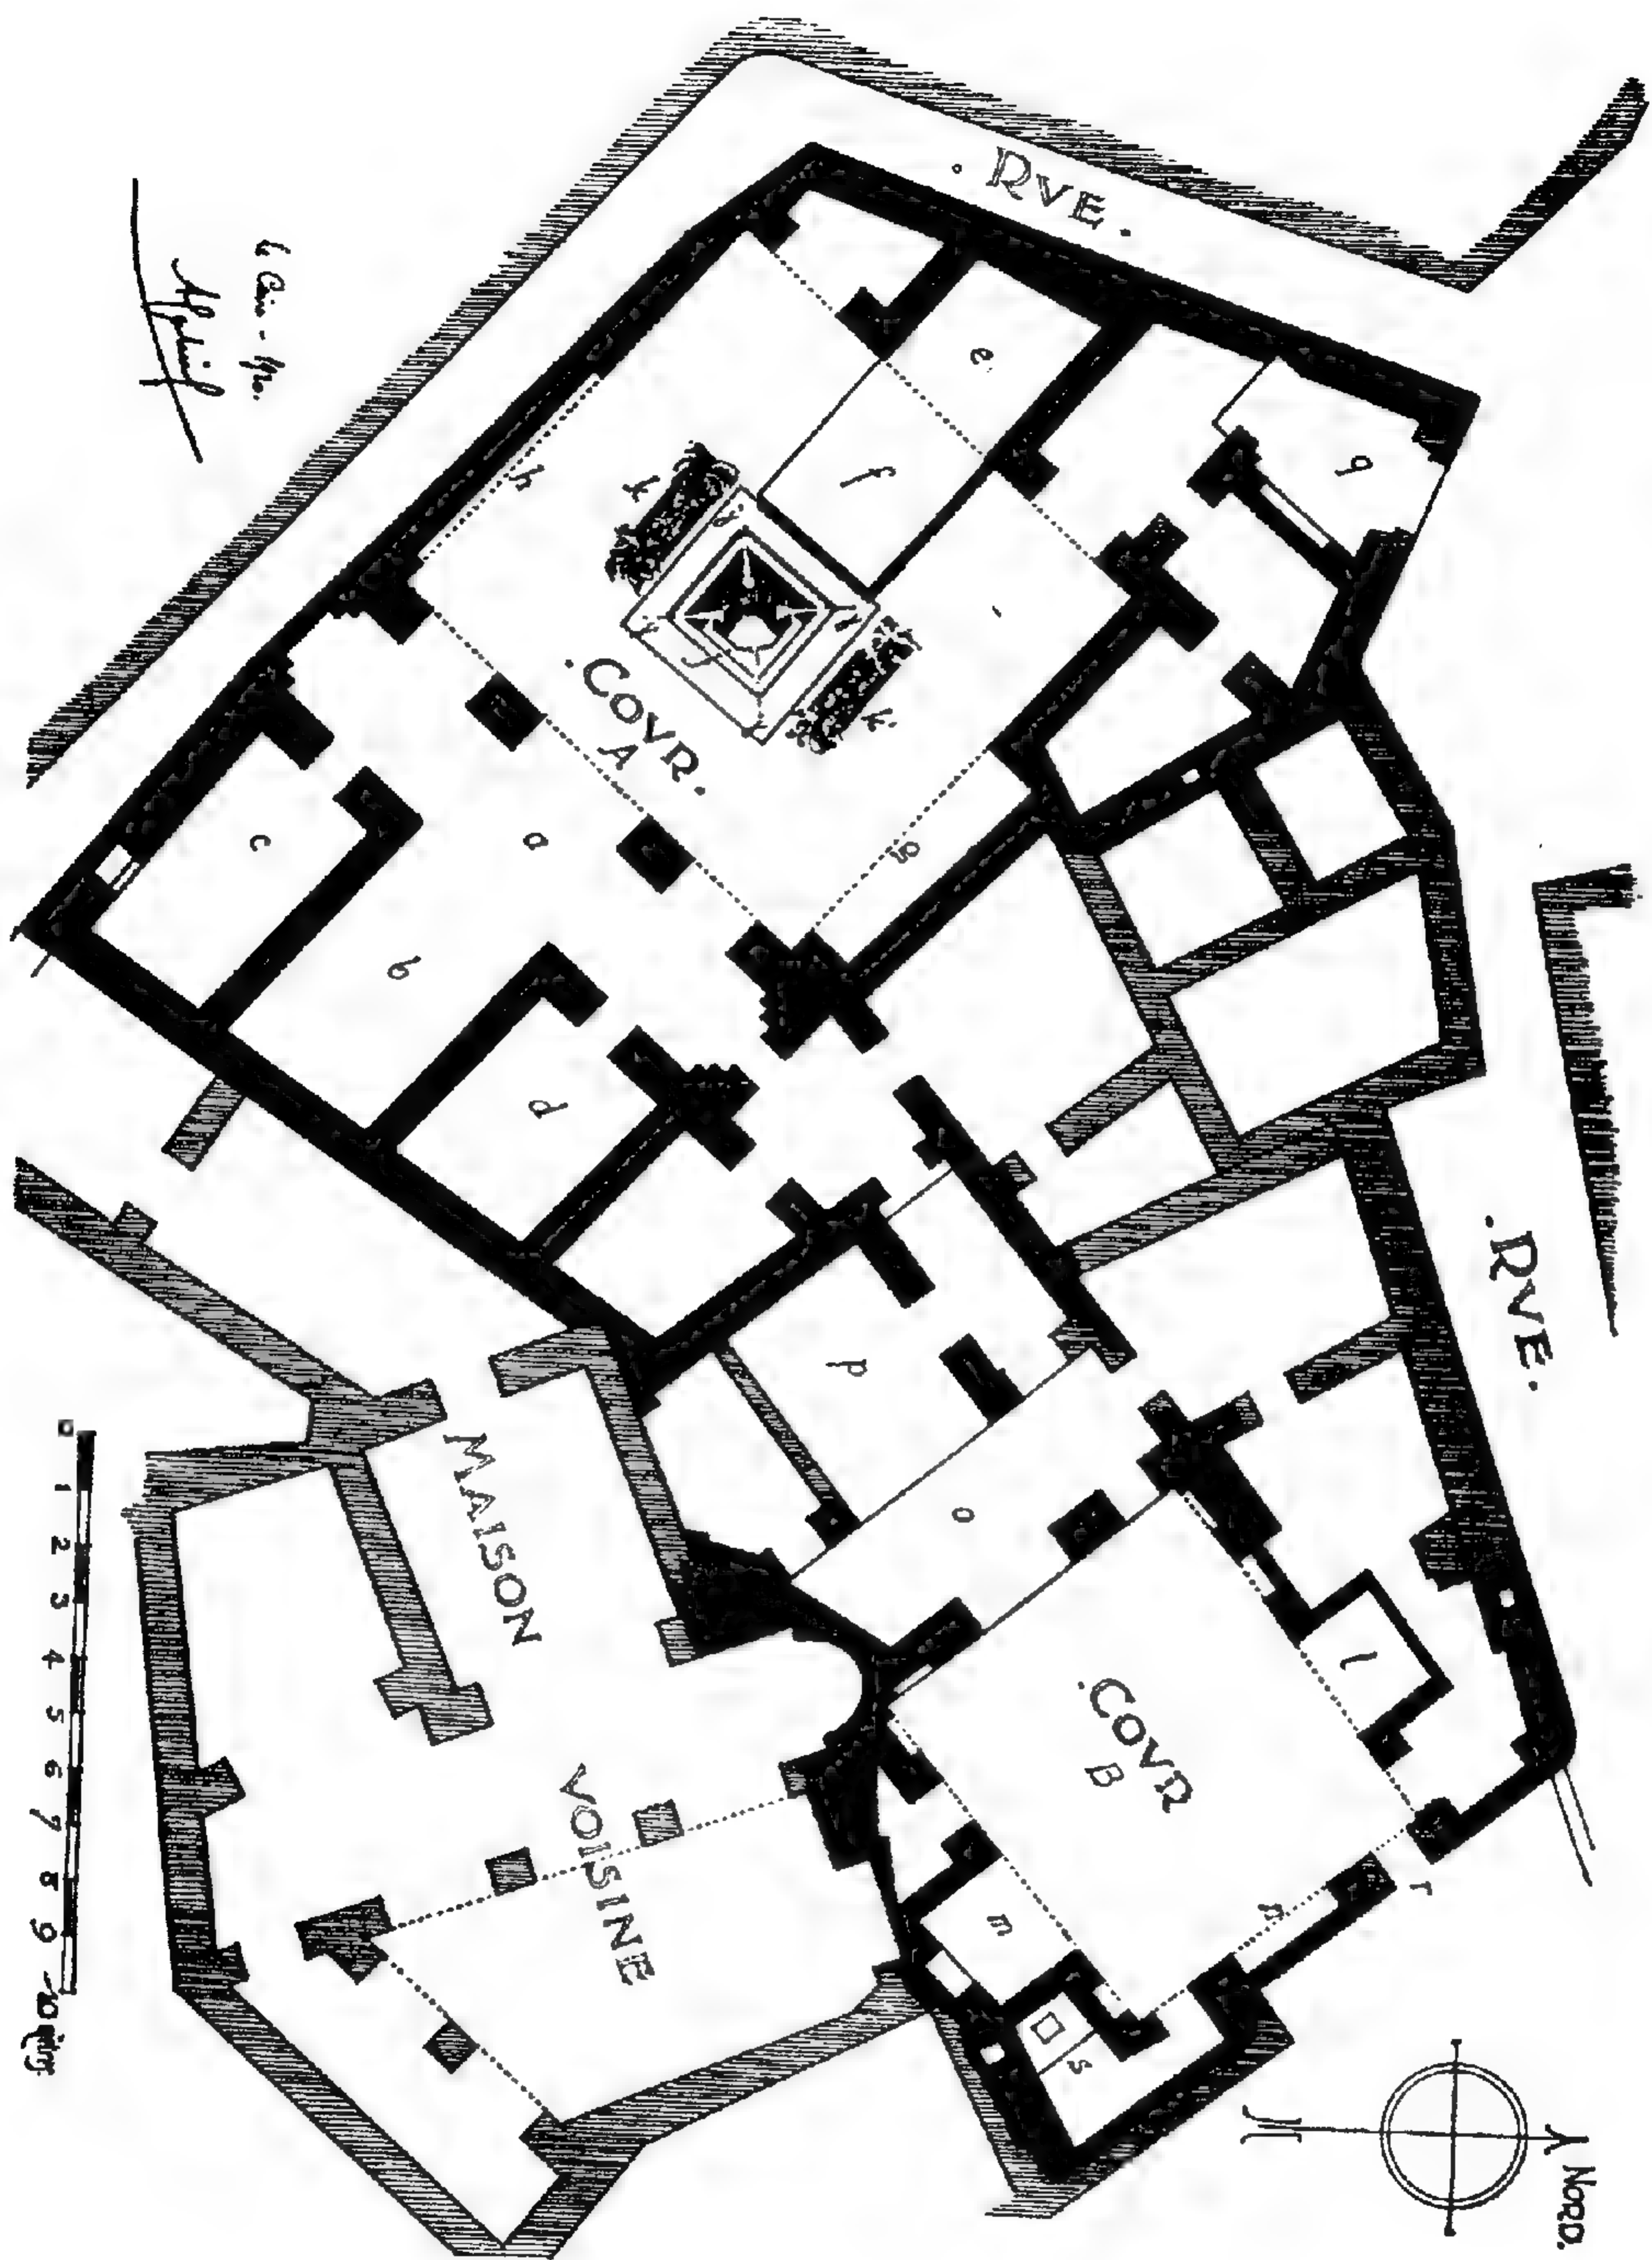 . RVE .
e
f
q
h
k
y
y
y
j
k
. COVR .
A
g
a
b
c
d
. RVE .
p
o
l
. COVR
B
r
n
m
s
MAISON
VOISINE
0 1 2 3 4 5 6 7 8 9 10
NORD.